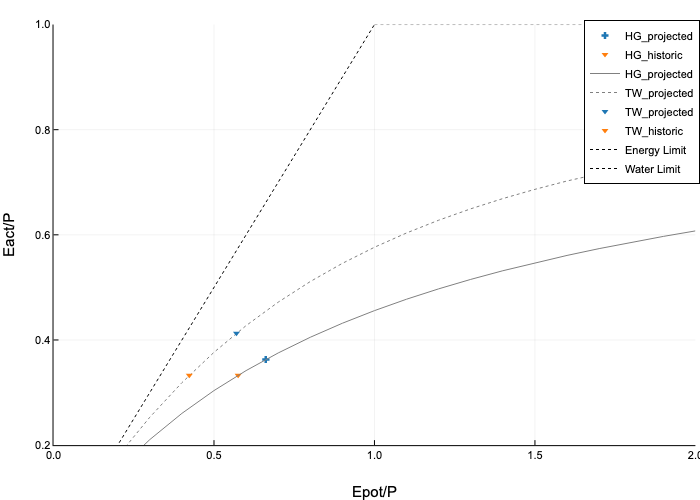 1.0
0.8
0.6
0.4
0.2
0.0
0.5
1.0
1.5
2.0
Eact/P
Epot/P
HG_projected
HG_historic
HG_projected
TW_projected
TW_projected
TW_historic
Energy Limit
Water Limit